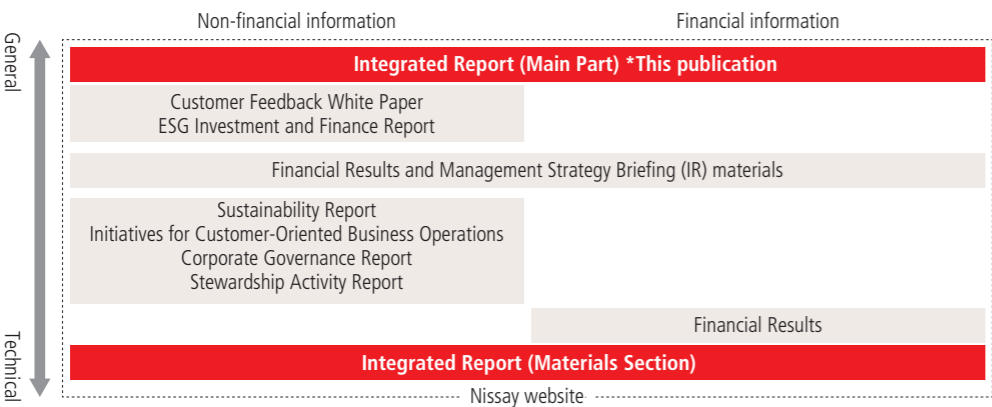 Non-financial information
Financial information
General
Integrated Report (Main Part) *This publication
Customer Feedback White Paper
ESG Investment and Finance Report
Financial Results and Management Strategy Briefing (IR) materials
Sustainability Report
Initiatives for Customer-Oriented Business Operations
Corporate Governance Report
Stewardship Activity Report
Financial Results
Technical
Integrated Report (Materials Section)
Nissay website